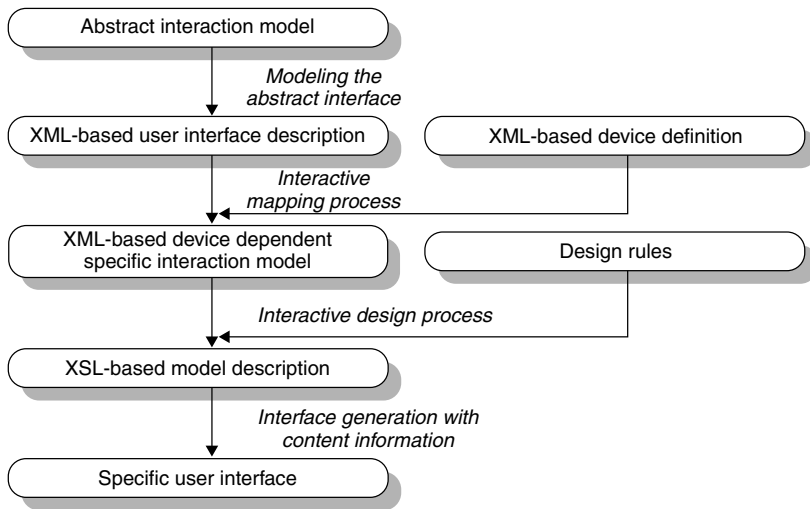 Abstract interaction model
Modeling the
abstract interface
XML-based user interface description
XML-based device definition
Interactive
mapping process
XML-based device dependent
specific interaction model
Design rules
Interactive design process
XSL-based model description
Interface generation with
content information
Specific user interface